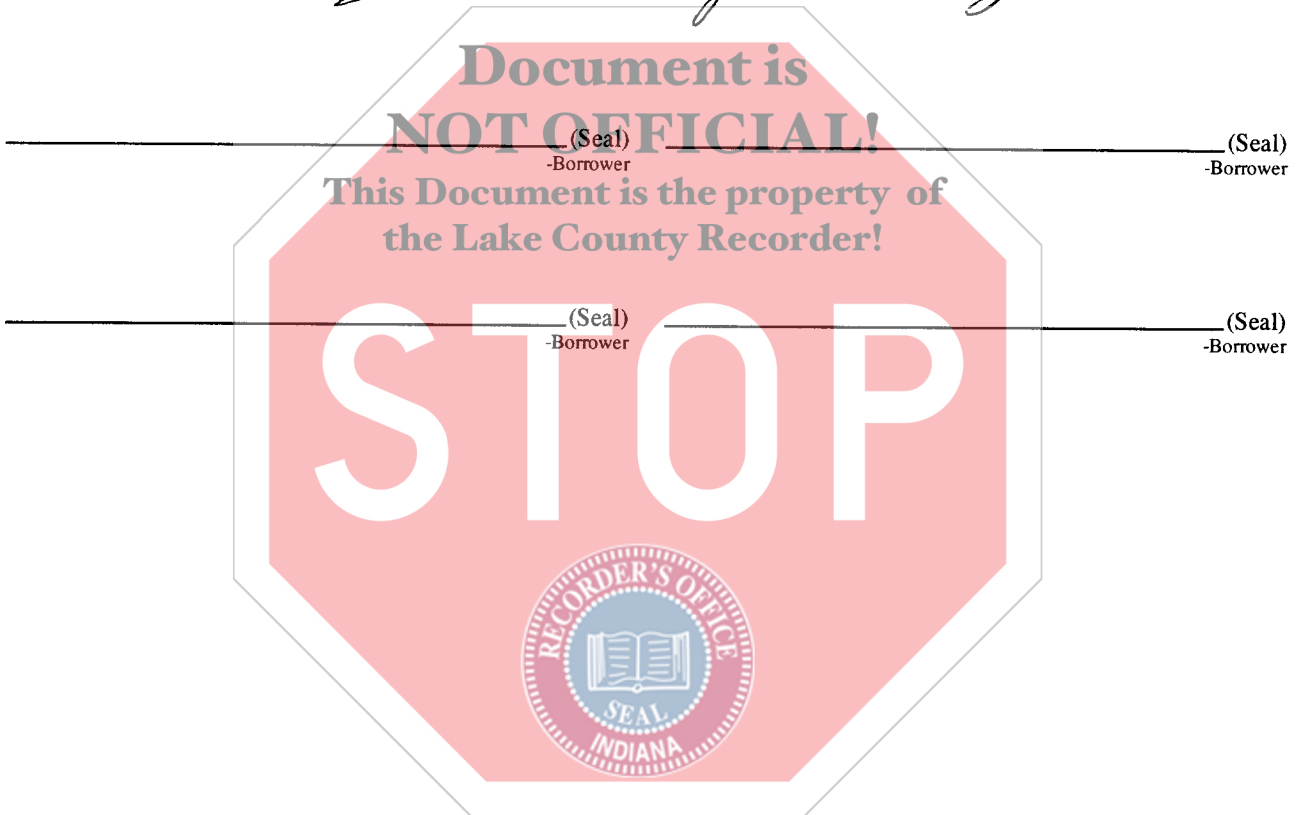 Document is
NOT OFFICIAL!
(Seal) (Seal)
-Borrower -Borrower
This Document is the property of
the Lake County Recorder!
(Seal) (Seal)
-Borrower -Borrower
STOP
RECORDER'S OFFICE
SEAL
INDIANA